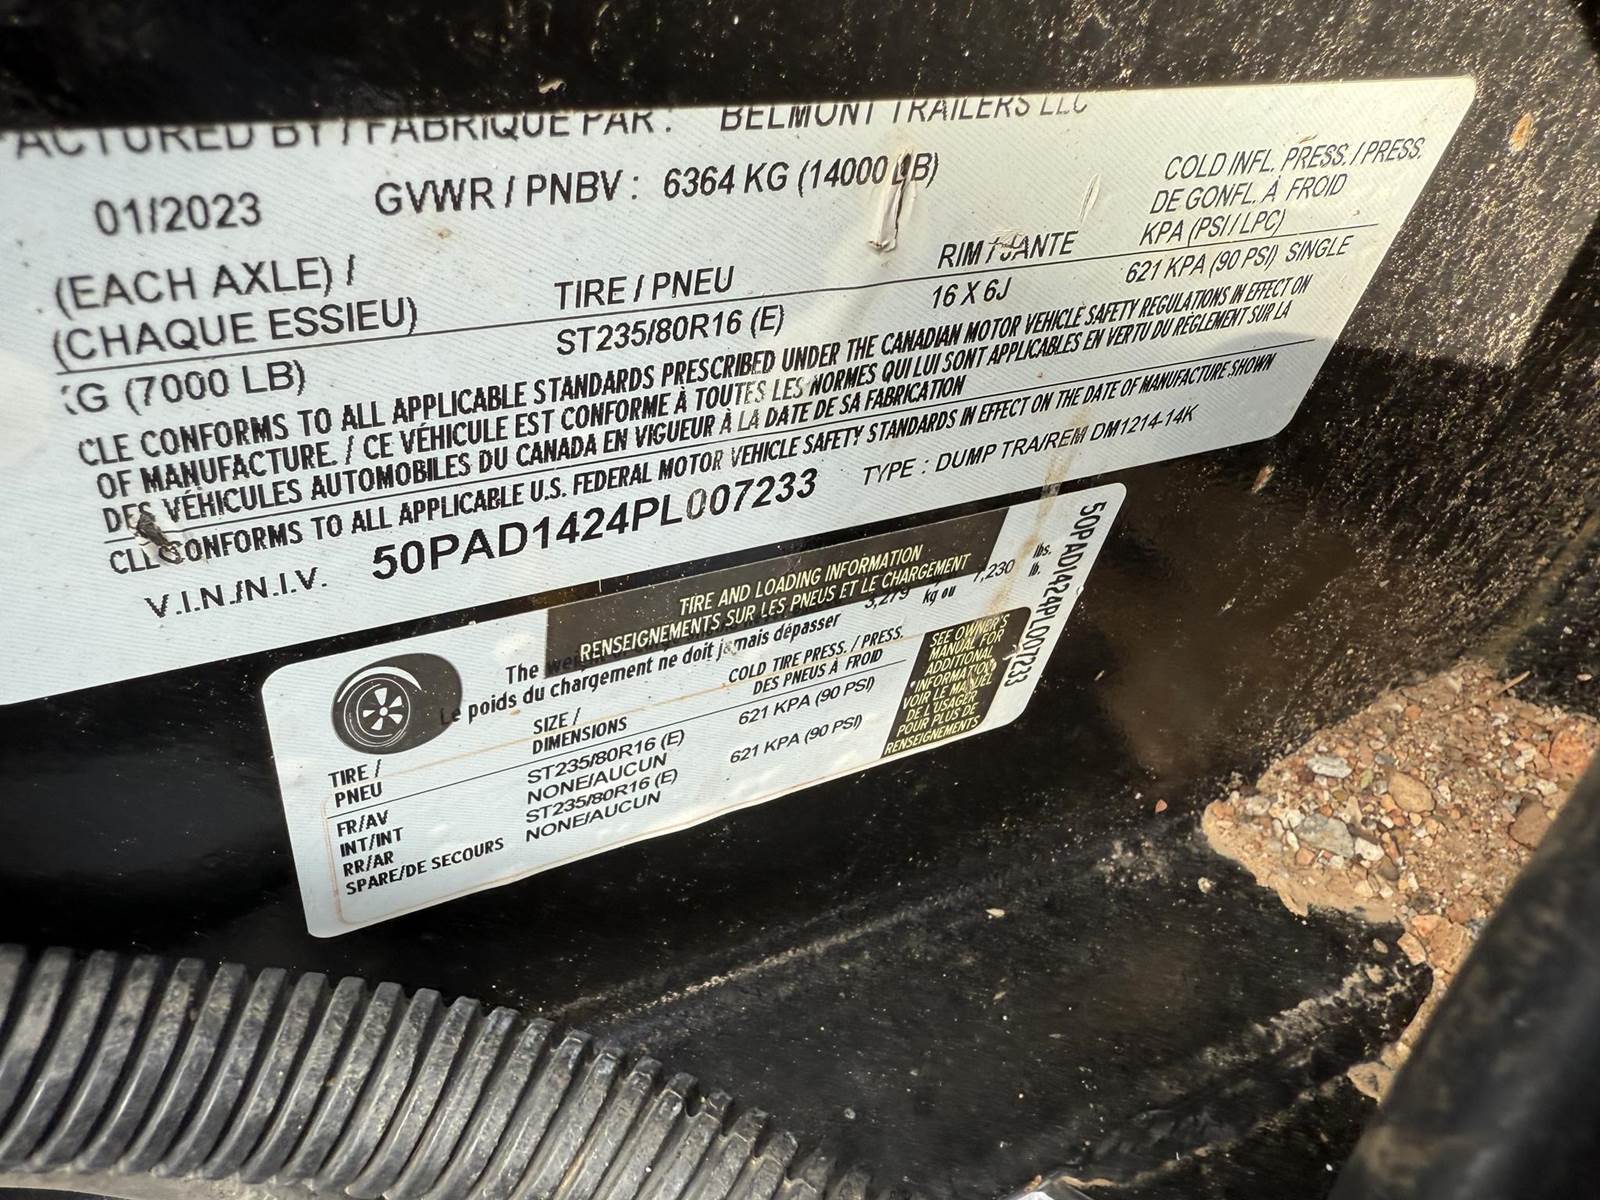 ACTURED BY / FABRIQUÉ PAR : BELMONT TRAILERS LLC
01/2023 GVWR / PNBV : 6364 KG (14000 LB)
COLD INFL. PRESS. / PRESS.
DE GONFL. À FROID
KPA (PSI / LPC)
(EACH AXLE) /
(CHAQUE ESSIEU) TIRE / PNEU RIM / JANTE
KG (7000 LB) ST235/80R16 (E) 16 X 6J 621 KPA (90 PSI) SINGLE
CLE CONFORMS TO ALL APPLICABLE STANDARDS PRESCRIBED UNDER THE CANADIAN MOTOR VEHICLE SAFETY REGULATIONS IN EFFECT ON
OF MANUFACTURE. / CE VÉHICULE EST CONFORME À TOUTES LES NORMES QUI LUI SONT APPLICABLES EN VERTU DU RÈGLEMENT SUR LA
DES VÉHICULES AUTOMOBILES DU CANADA EN VIGUEUR À LA DATE DE SA FABRICATION
CLE CONFORMS TO ALL APPLICABLE U.S. FEDERAL MOTOR VEHICLE SAFETY STANDARDS IN EFFECT ON THE DATE OF MANUFACTURE SHOWN
V.I.N./N.I.V. 50PAD1424PL007233 TYPE : DUMP TRA/REM DM1214-14K
TIRE AND LOADING INFORMATION
RENSEIGNEMENTS SUR LES PNEUS ET LE CHARGEMENT
The
Le poids du chargement ne doit jamais dépasser 3,279 kg ou 7,230 lbs.
lb.
TIRE /
PNEU
SIZE /
DIMENSIONS
COLD TIRE PRESS. / PRESS.
DES PNEUS À FROID
FR/AV ST235/80R16 (E) 621 KPA (90 PSI)
INT/INT NONE/AUCUN
RR/AR ST235/80R16 (E) 621 KPA (90 PSI)
SPARE/DE SECOURS NONE/AUCUN
SEE OWNER'S
MANUAL FOR
ADDITIONAL
INFORMATION
VOIR LE MANUEL
DE L'USAGER
POUR PLUS DE
RENSEIGNEMENTS
50PAD1424PL007233